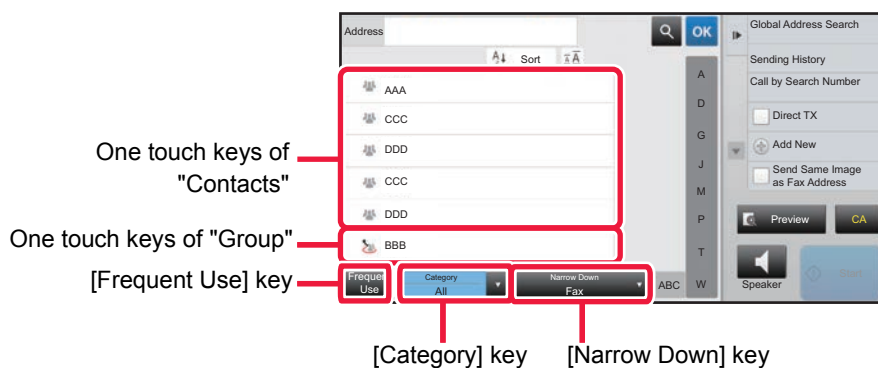 Address
OK
Global Address Search
Sort
Sending History
Call by Search Number
AAA
CCC
DDD
CCC
DDD
BBB
A
D
G
J
M
P
T
W
ABC
Direct TX
Add New
Send Same Image
as Fax Address
Preview
CA
Speaker
Start
Frequen
Use
Category
All
Narrow Down
Fax
One touch keys of
"Contacts"
One touch keys of "Group"
[Frequent Use] key
[Category] key
[Narrow Down] key